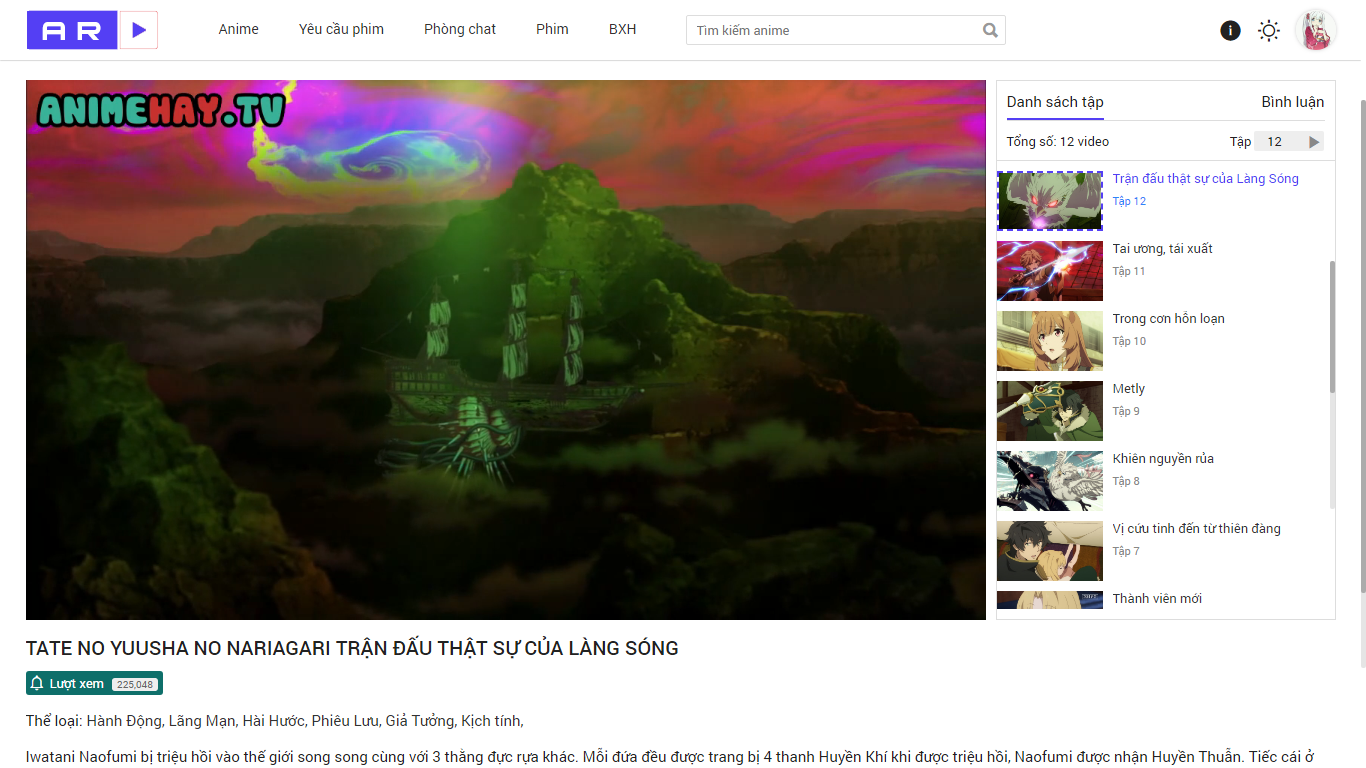 AR
Anime
Yêu cầu phim
Phòng chat
Phim
BXH
Tìm kiếm anime
ANIMEHAY.TV
Danh sách tập
Bình luận
Tổng số: 12 video
Tập 12
Trận đấu thật sự của Làng Sóng
Tập 12
Tai ương, tái xuất
Tập 11
Trong cơn hỗn loạn
Tập 10
Metly
Tập 9
Khiên nguyền rủa
Tập 8
Vị cứu tinh đến từ thiên đàng
Tập 7
Thành viên mới
TATE NO YUUSHA NO NARIAGARI TRẬN ĐẤU THẬT SỰ CỦA LÀNG SÓNG
Lượt xem 225,048
Thể loại: Hành Động, Lãng Mạn, Hài Hước, Phiêu Lưu, Giả Tưởng, Kịch tính,
Iwatani Naofumi bị triệu hồi vào thế giới song song cùng với 3 thằng đực rựa khác. Mỗi đứa đều được trang bị 4 thanh Huyền Khí khi được triệu hồi, Naofumi được nhận Huyền Thuẫn. Tiếc cái ở